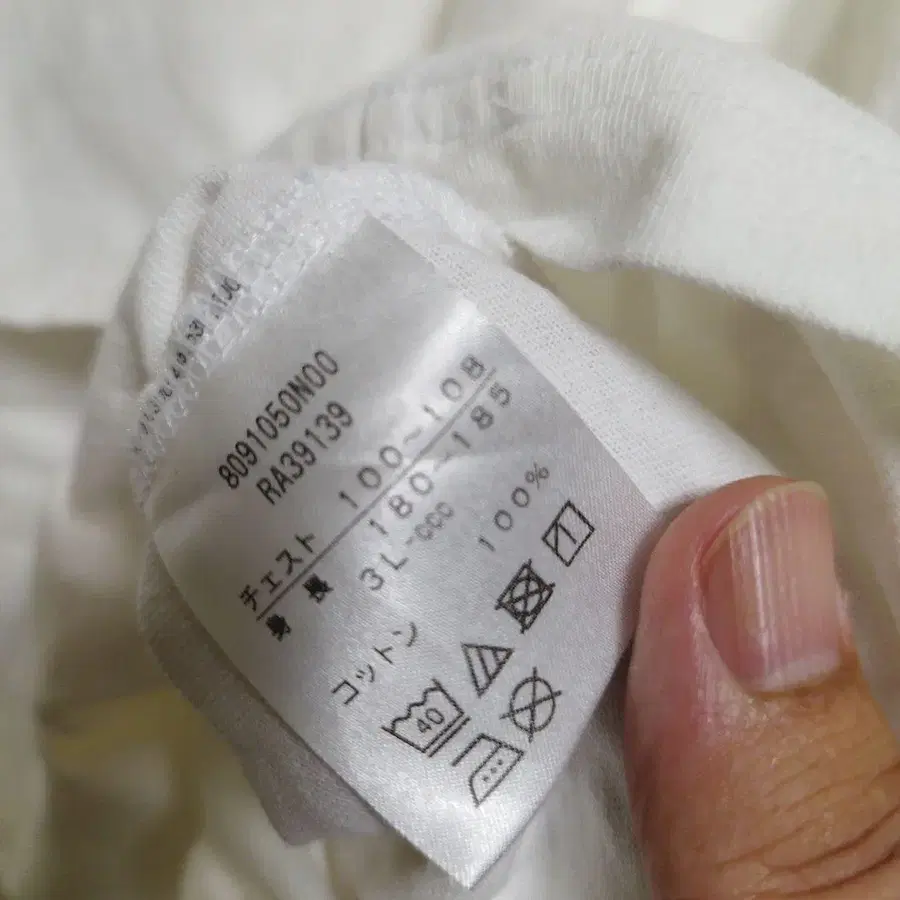 8091050N00
RA39139
チェスト 100~108
身 長 180~185
3L-CCC
コットン 100%
40